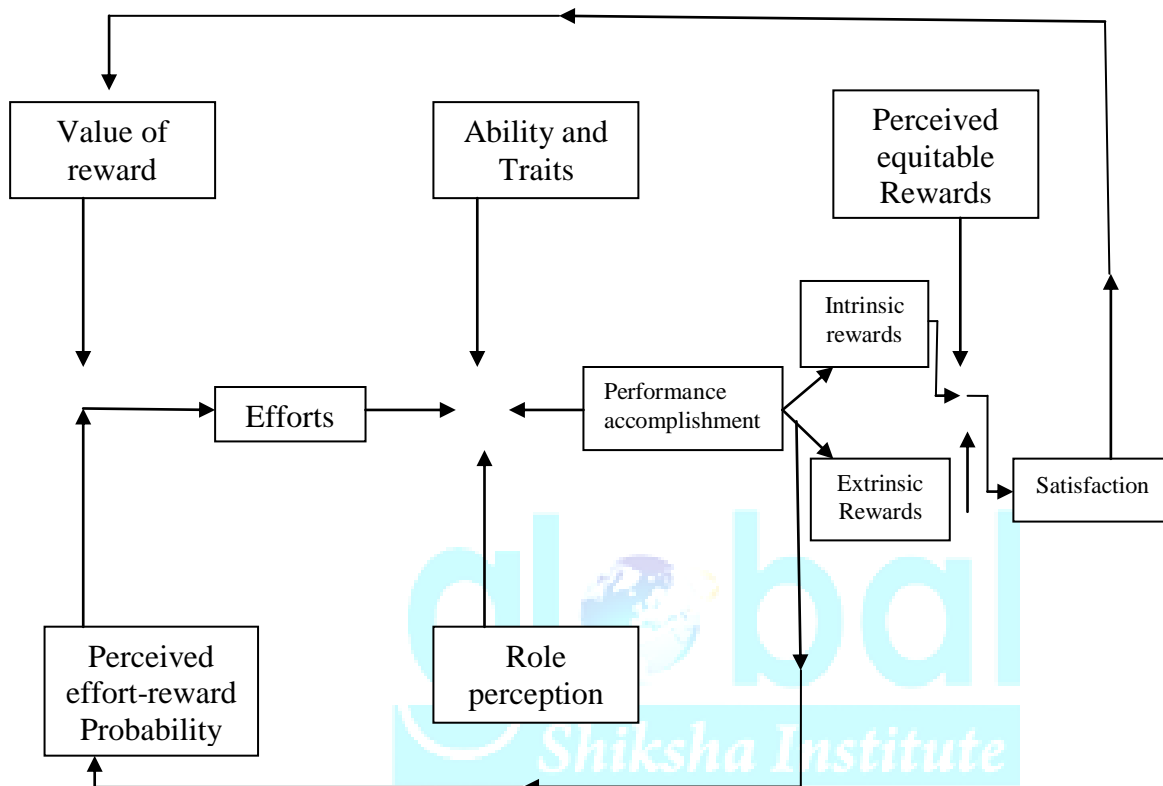 Value of
reward
Ability and
Traits
Perceived
equitable
Rewards
Intrinsic
rewards
Efforts
Performance
accomplishment
Extrinsic
Rewards
Satisfaction
Perceived
effort-reward
Probability
Role
perception
global
Shiksha Institute